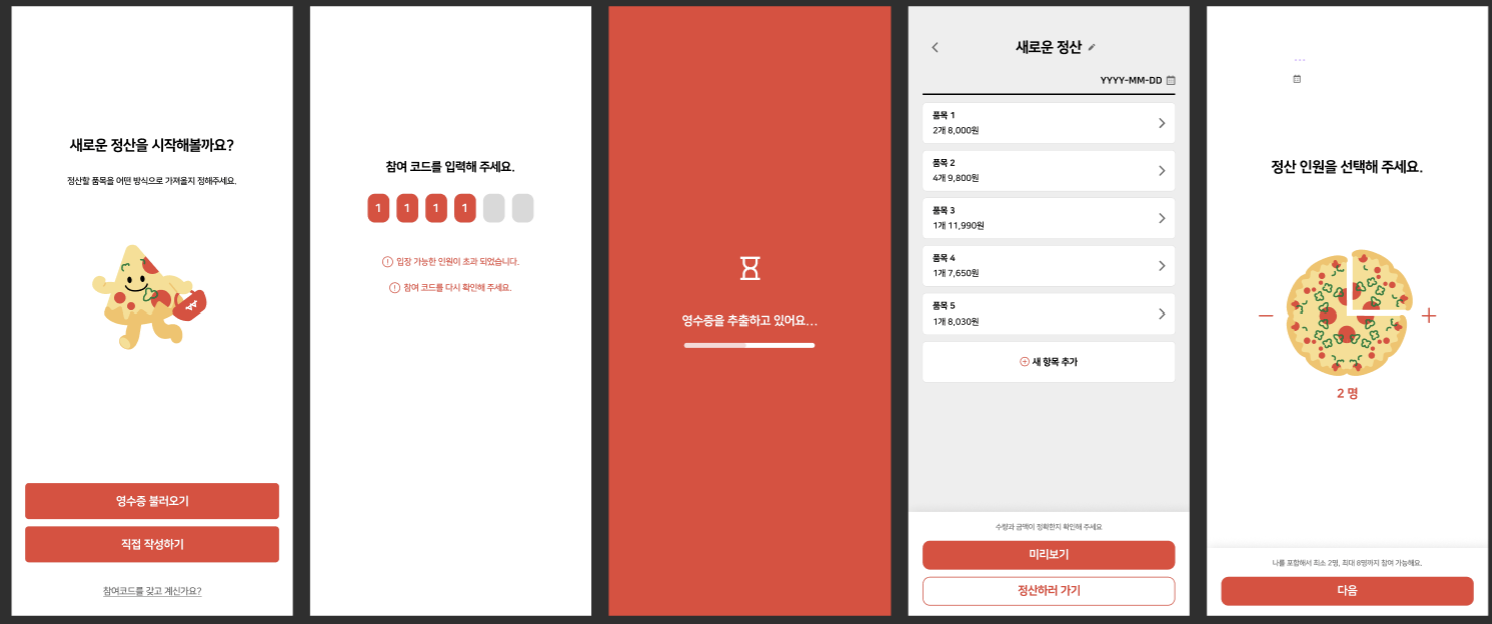 새로운 정산을 시작해볼까요?
정산할 품목을 어떤 방식으로 가져올지 정해주세요.
영수증 불러오기
직접 작성하기
참여코드를 갖고 계신가요?
참여 코드를 입력해 주세요.
1 1 1 1
입장 가능한 인원이 초과 되었습니다.
참여 코드를 다시 확인해 주세요.
영수증을 추출하고 있어요...
새로운 정산
YYYY-MM-DD
품목 1
2개 8,000원
품목 2
4개 9,800원
품목 3
1개 11,990원
품목 4
1개 7,650원
품목 5
1개 8,030원
새 항목 추가
수량과 금액이 정확한지 확인해 주세요
미리보기
정산하러 가기
정산 인원을 선택해 주세요.
2 명
나를 포함해서 최소 2명, 최대 8명까지 참여 가능해요.
다음